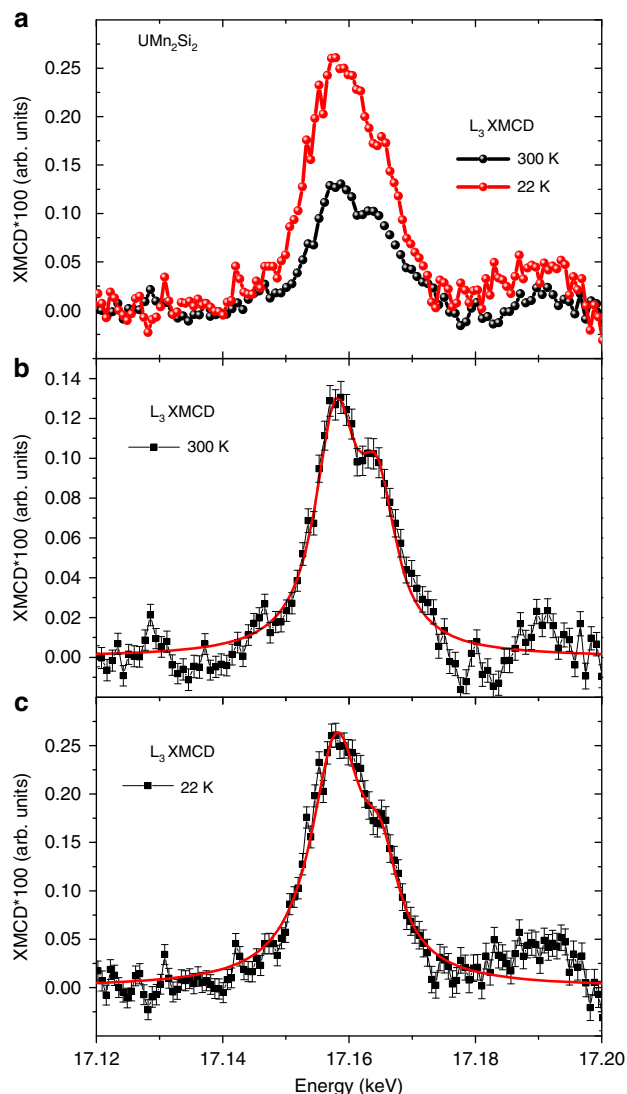 a
UMn₂Si₂
L₃ XMCD
300 K
22 K
XMCD*100 (arb. units)
0.25
0.20
0.15
0.10
0.05
0.00
b
L₃ XMCD
300 K
XMCD*100 (arb. units)
0.14
0.12
0.10
0.08
0.06
0.04
0.02
0.00
c
L₃ XMCD
22 K
XMCD*100 (arb. units)
0.25
0.20
0.15
0.10
0.05
0.00
17.12 17.14 17.16 17.18 17.20
Energy (keV)